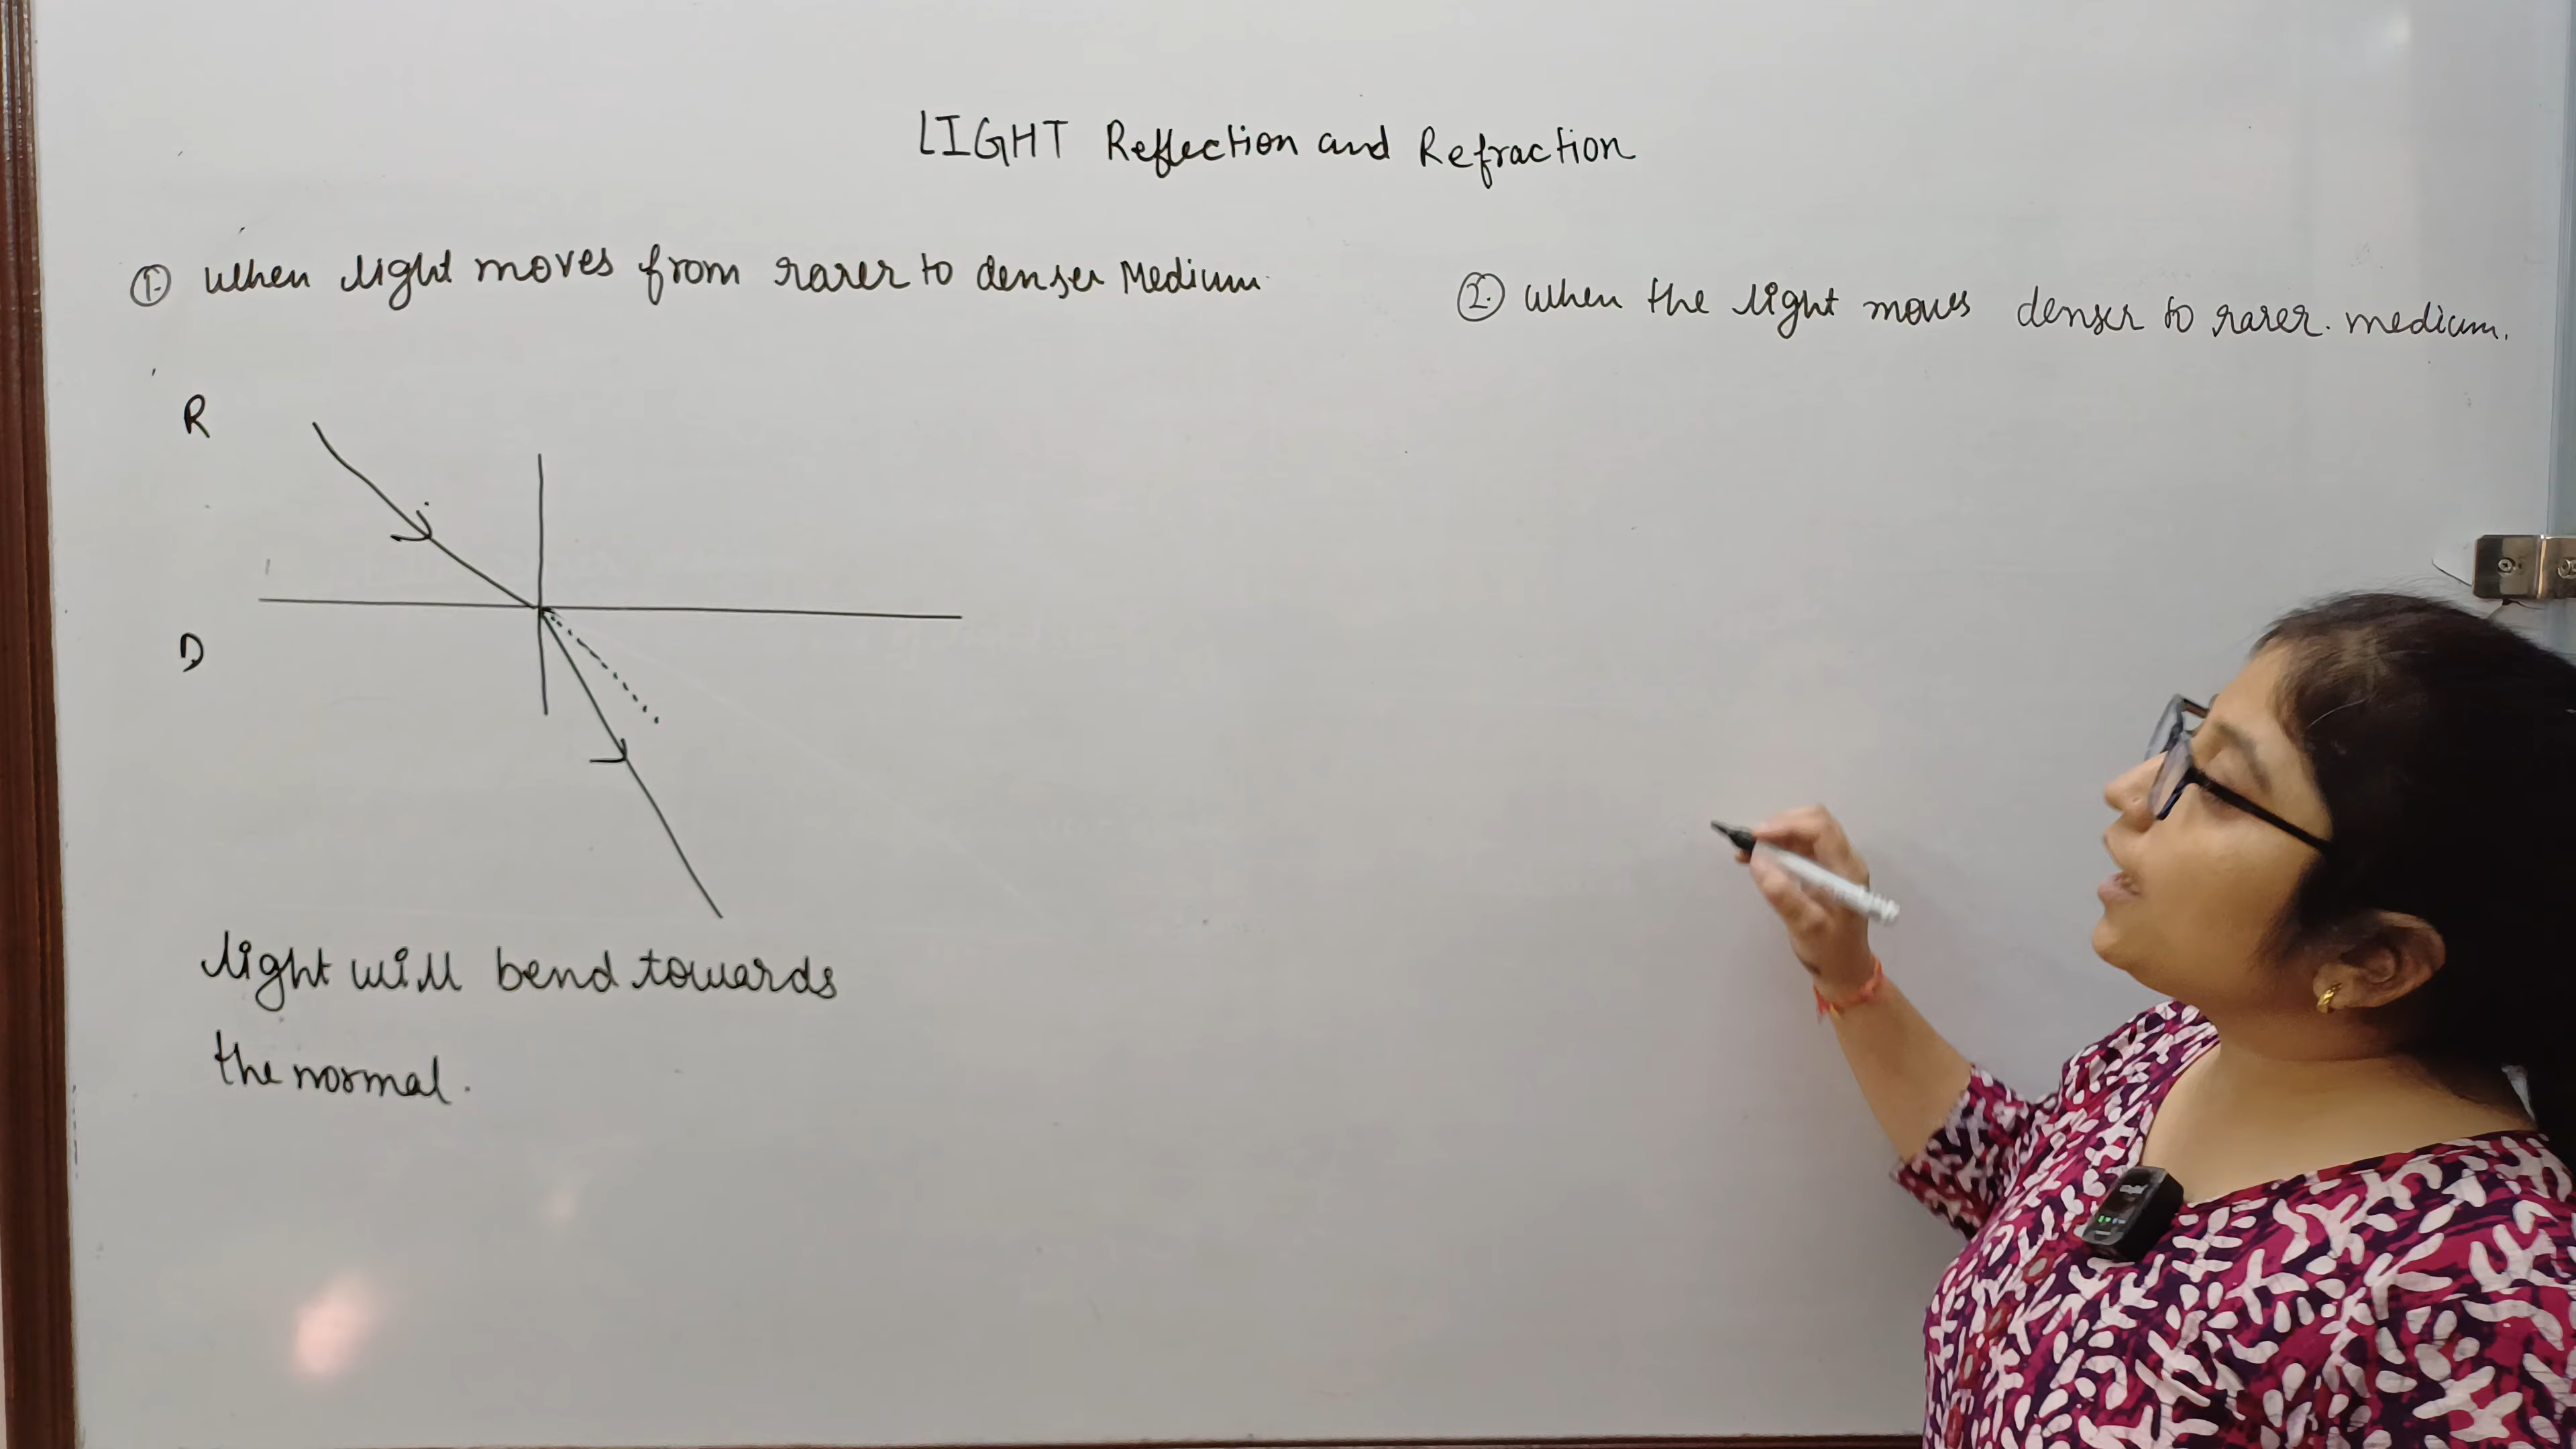 LIGHT Reflection and Refraction
1. when light moves from rarer to denser Medium.
2. when the light moves denser to rarer. medium.
R
D
light will bend towards
the normal.